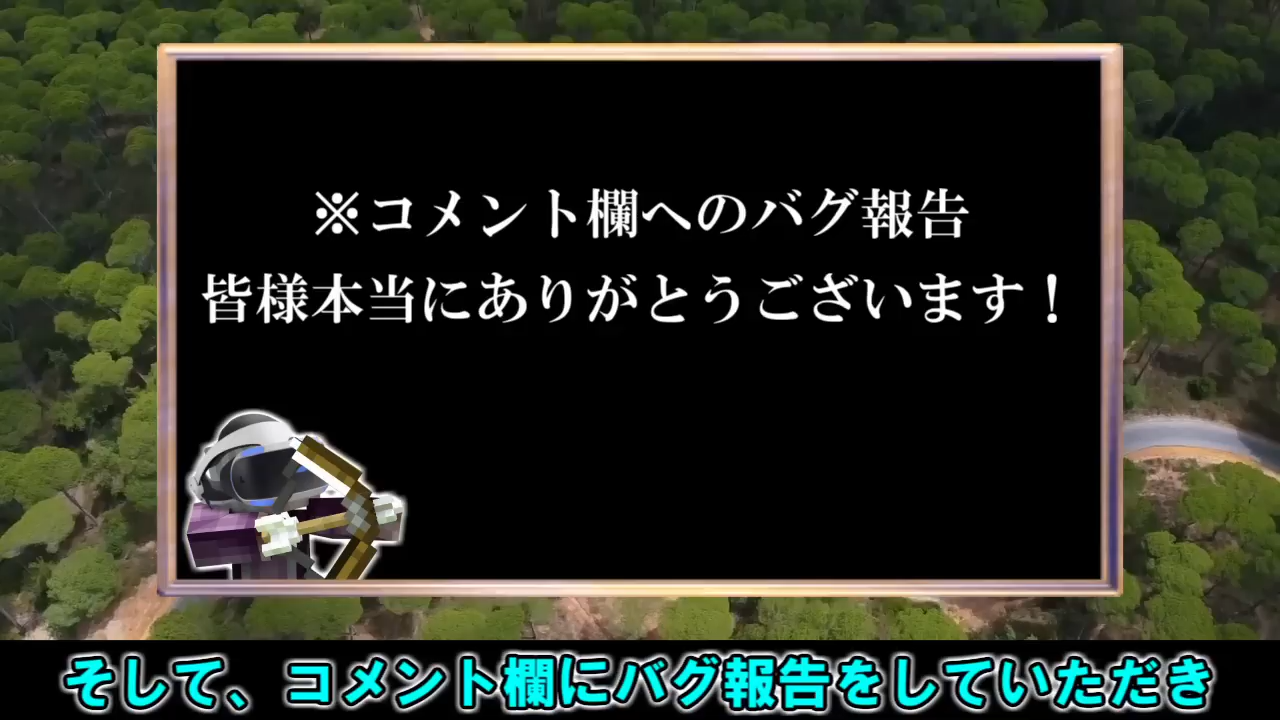 ※コメント欄へのバグ報告
皆様本当にありがとうございます！
そして、コメント欄にバグ報告をしていただき